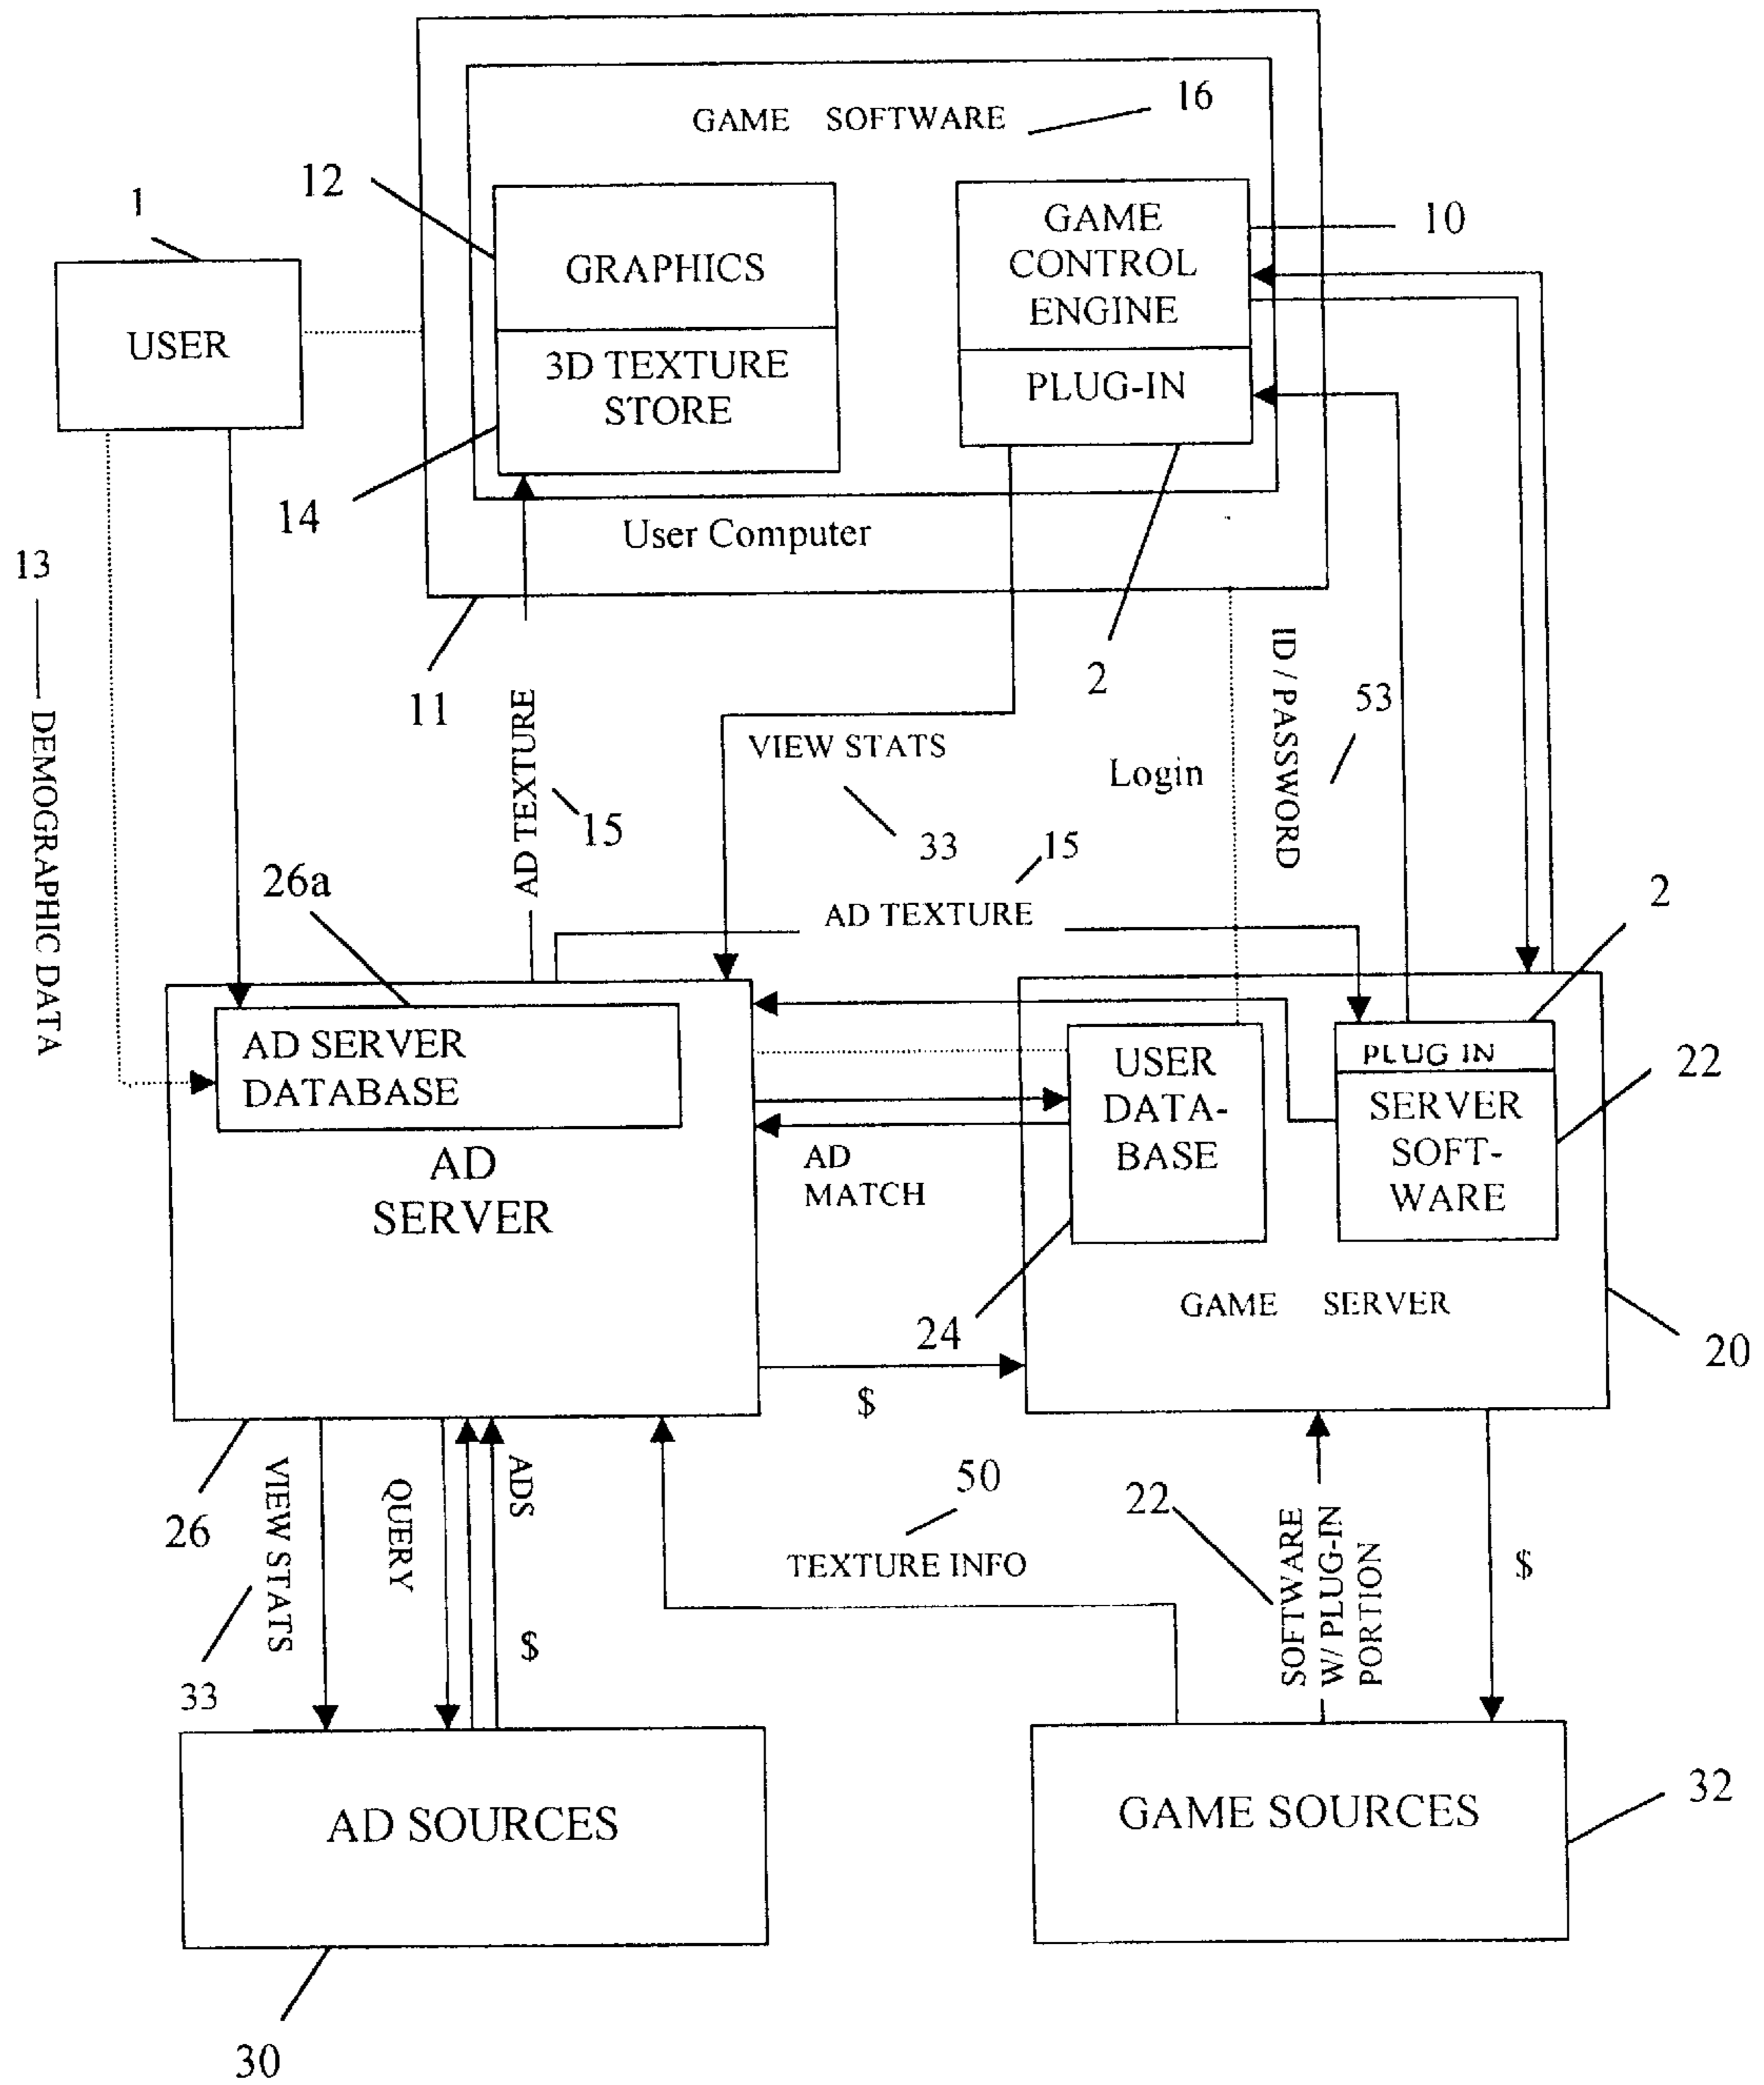 GAME SOFTWARE
16
12
1
GRAPHICS
GAME
CONTROL
ENGINE
10
USER
3D TEXTURE
STORE
PLUG-IN
14
User Computer
13
DEMOGRAPHIC DATA
11
2
ID / PASSWORD
53
AD TEXTURE
15
VIEW STATS
33
Login
15
26a
AD TEXTURE
2
AD SERVER
DATABASE
AD
SERVER
USER
DATA-
BASE
PLUG IN
SERVER
SOFT-
WARE
22
AD
MATCH
24
GAME SERVER
20
$
26
VIEW STATS
33
QUERY
ADS
$
50
TEXTURE INFO
22
SOFTWARE
W/ PLUG-IN
PORTION
$
AD SOURCES
GAME SOURCES
32
30